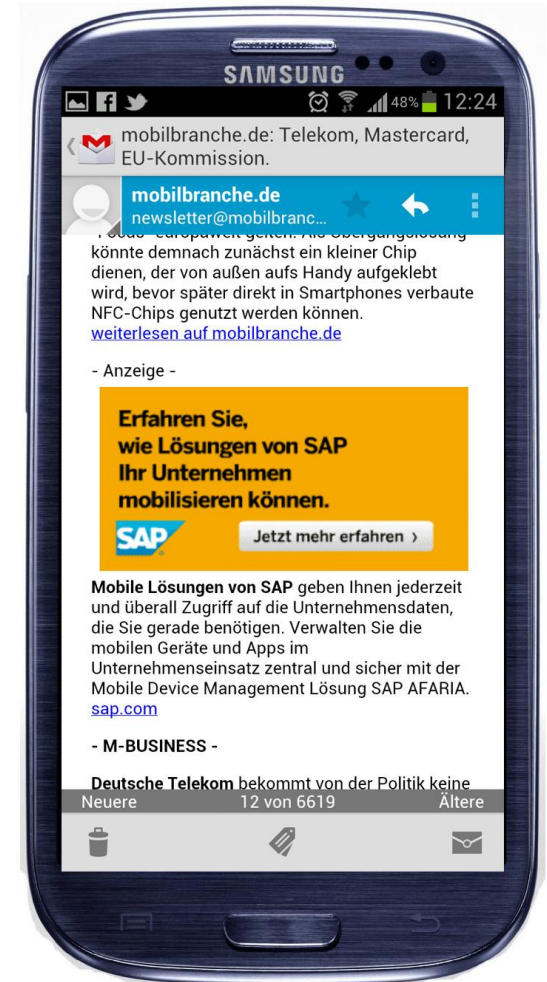 SAMSUNG
48% 12:24
mobilbranche.de: Telekom, Mastercard,
EU-Kommission.
mobilbranche.de
newsletter@mobilbranc...
könnte demnach zunächst ein kleiner Chip
dienen, der von außen aufs Handy aufgeklebt
wird, bevor später direkt in Smartphones verbaute
NFC-Chips genutzt werden können.
weiterlesen auf mobilbranche.de
- Anzeige -
Erfahren Sie,
wie Lösungen von SAP
Ihr Unternehmen
mobilisieren können.
SAP Jetzt mehr erfahren ›
Mobile Lösungen von SAP geben Ihnen jederzeit
und überall Zugriff auf die Unternehmensdaten,
die Sie gerade benötigen. Verwalten Sie die
mobilen Geräte und Apps im
Unternehmenseinsatz zentral und sicher mit der
Mobile Device Management Lösung SAP AFARIA.
sap.com
- M-BUSINESS -
Deutsche Telekom bekommt von der Politik keine
Neuere 12 von 6619 Ältere